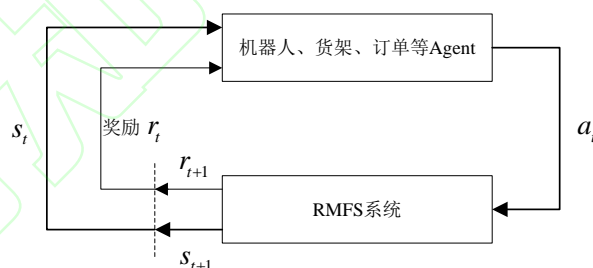 机器人、货架、订单等Agent
s_t
奖励 r_t
a_t
r_{t+1}
RMFS系统
s_{t+1}